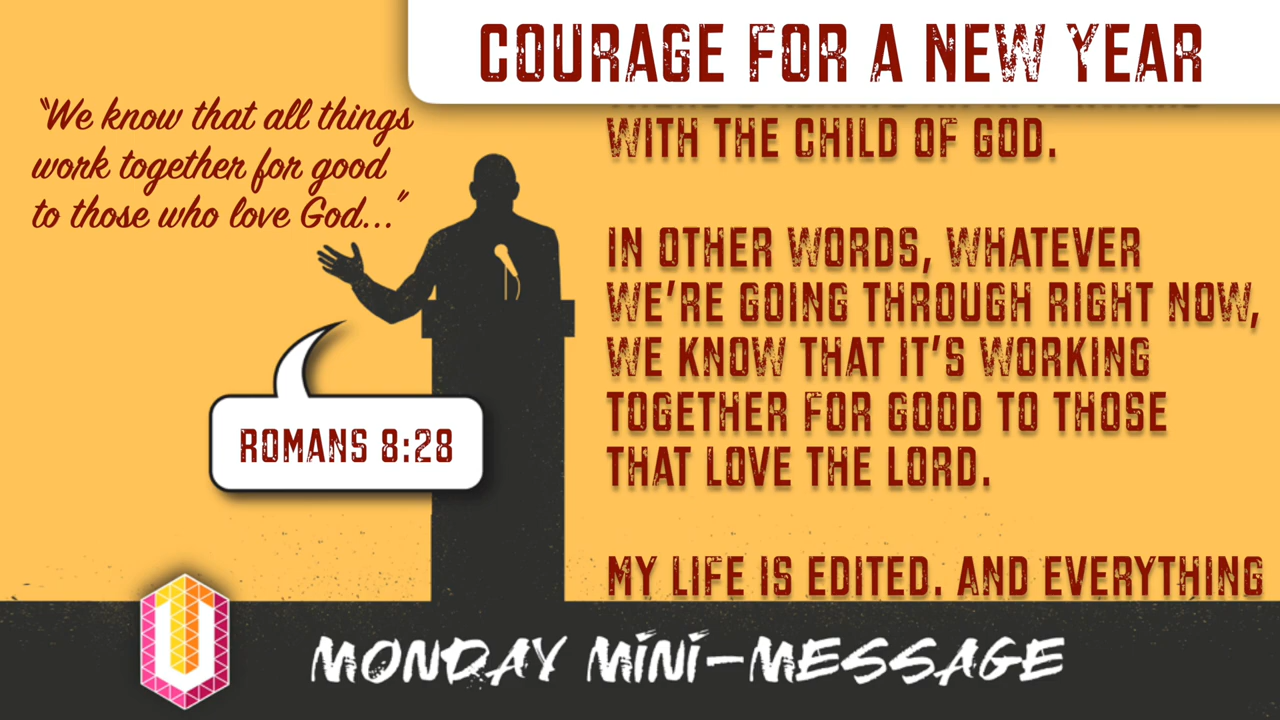 COURAGE FOR A NEW YEAR
“We know that all things
work together for good
to those who love God...”
ROMANS 8:28
WITH THE CHILD OF GOD.
IN OTHER WORDS, WHATEVER
WE’RE GOING THROUGH RIGHT NOW,
WE KNOW THAT IT’S WORKING
TOGETHER FOR GOOD TO THOSE
THAT LOVE THE LORD.
MY LIFE IS EDITED. AND EVERYTHING
U
MONDAY MINI-MESSAGE